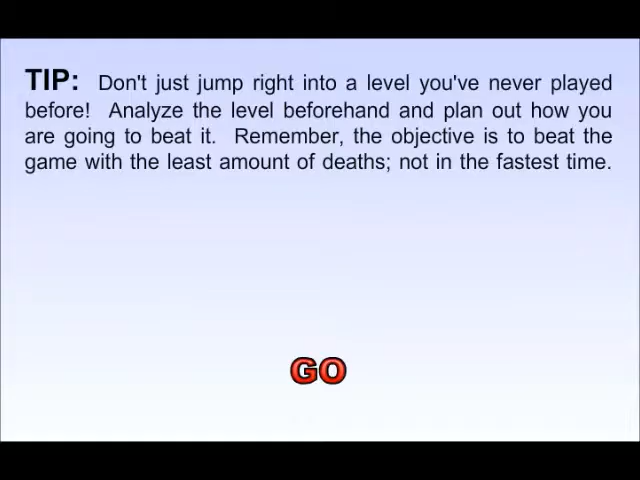 TIP: Don't just jump right into a level you've never played
before! Analyze the level beforehand and plan out how you
are going to beat it. Remember, the objective is to beat the
game with the least amount of deaths; not in the fastest time.
GO